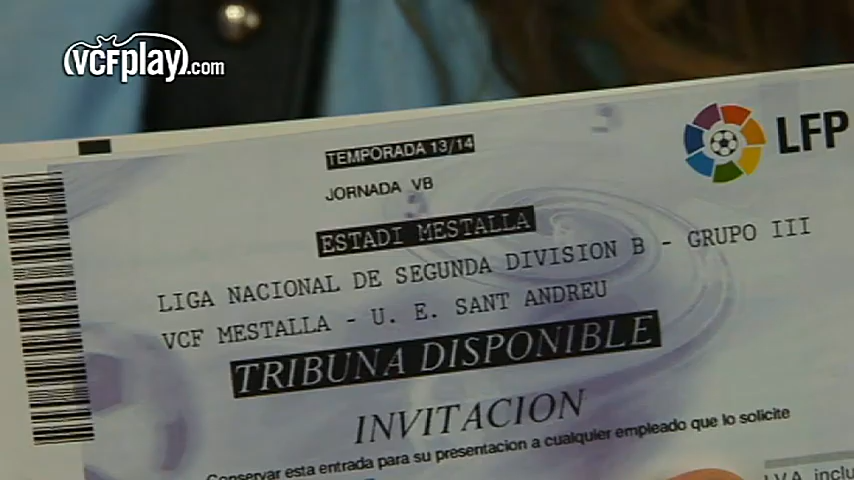 VCFplay.com
LFP
TEMPORADA 13/14
JORNADA VB
ESTADI MESTALLA
LIGA NACIONAL DE SEGUNDA DIVISION B - GRUPO III
VCF MESTALLA - U. E. SANT ANDREU
TRIBUNA DISPONIBLE
INVITACION
Conservar esta entrada para su presentacion a cualquier empleado que lo solicite
I.V.A. inclu